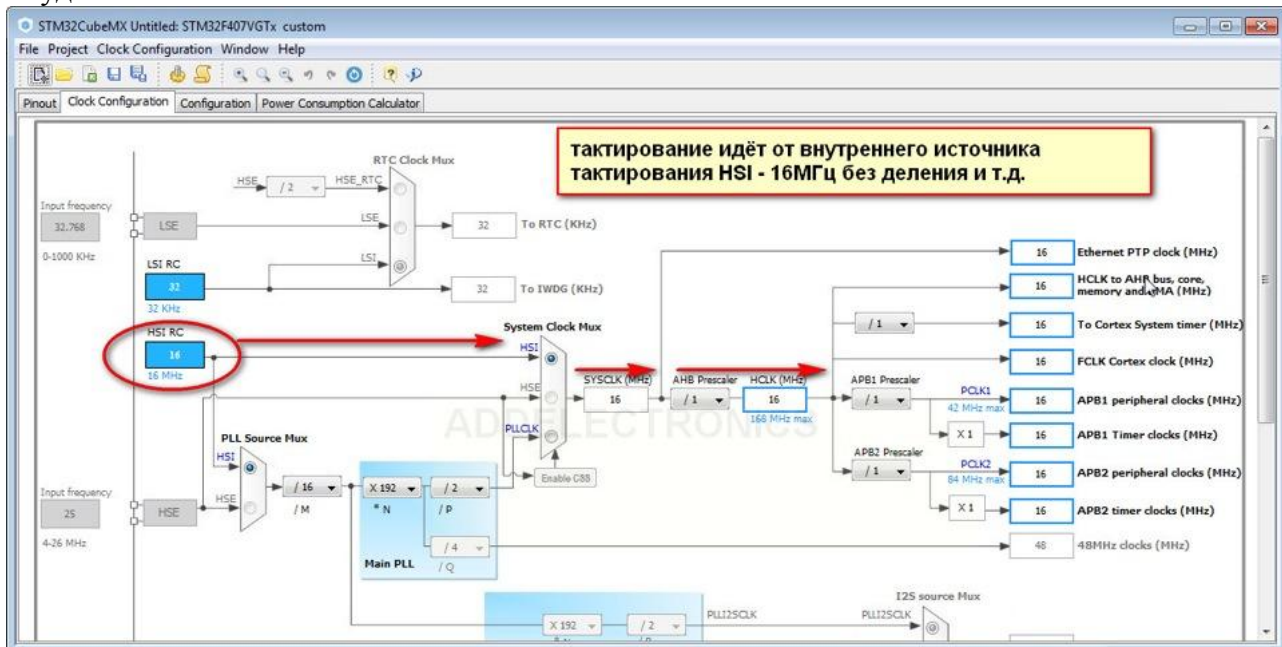 STM32CubeMX Untitled: STM32F407VGTx custom
File Project Clock Configuration Window Help
Pinout Clock Configuration Configuration Power Consumption Calculator
тактирование идёт от внутреннего источника
тактирования HSI - 16МГц без деления и т.д.
RTC Clock Mux
HSE / 2 HSE_RTC
Input frequency
32.768
LSE
LSE
32 To RTC (KHz)
0-1000 KHz
LSI RC
LSI
32
32 To IWDG (KHz)
32 KHz
HSI RC
16
16 MHz
System Clock Mux
HSI
HSE
PLLCLK
Enable CSS
SYSCLK (MHz)
16
AHB Prescaler
/ 1
HCLK (MHz)
16
168 MHz max
16 Ethernet PTP clock (MHz)
16 HCLK to AHB bus, core,
memory and DMA (MHz)
/ 1 16 To Cortex System timer (MHz)
16 FCLK Cortex clock (MHz)
APB1 Prescaler
/ 1
PCLK1
42 MHz max
16 APB1 peripheral clocks (MHz)
X 1 16 APB1 Timer clocks (MHz)
APB2 Prescaler
/ 1
PCLK2
84 MHz max
16 APB2 peripheral clocks (MHz)
X 1 16 APB2 timer clocks (MHz)
48 48MHz clocks (MHz)
PLL Source Mux
HSI
HSE
Input frequency
25
HSE
4-26 MHz
/ 16
/ M
X 192
* N
/ 2
/ P
/ 4
/ Q
Main PLL
X 192
/ 2
PLLI2SCLK
I2S source Mux
PLLI2SCLK